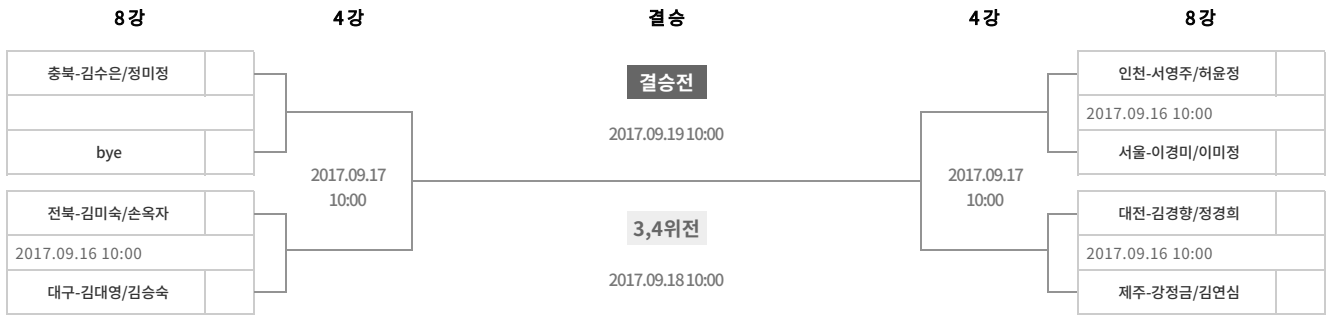 8강
4강
결승
4강
8강
충북-김수은/정미정
bye
전북-김미숙/손옥자
2017.09.16 10:00
대구-김대영/김승숙
2017.09.17
10:00
결승전
2017.09.19 10:00
3,4위전
2017.09.18 10:00
2017.09.17
10:00
인천-서영주/허윤정
2017.09.16 10:00
서울-이경미/이미정
대전-김경향/정경희
2017.09.16 10:00
제주-강정금/김연심